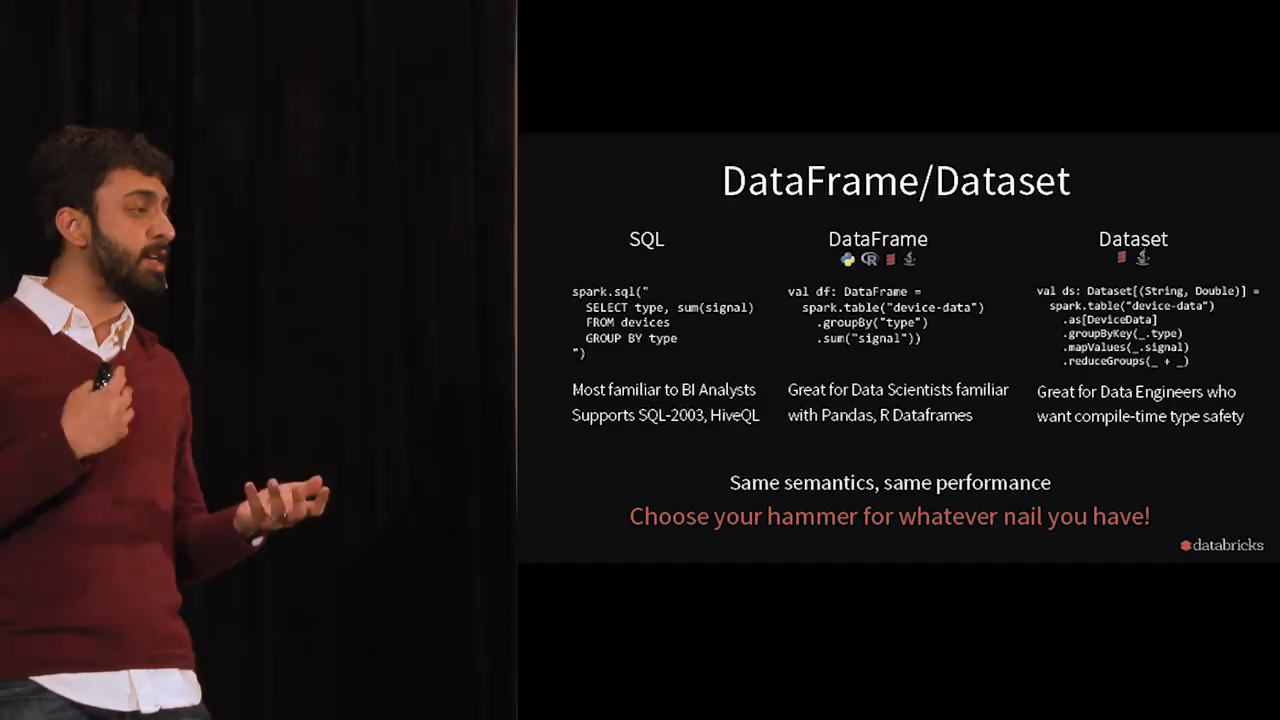 DataFrame/Dataset
SQL
spark.sql("
SELECT type, sum(signal)
FROM devices
GROUP BY type
")
Most familiar to BI Analysts
Supports SQL-2003, HiveQL
DataFrame
val df: DataFrame =
spark.table("device-data")
.groupBy("type")
.sum("signal"))
Great for Data Scientists familiar
with Pandas, R Dataframes
Dataset
val ds: Dataset[(String, Double)] =
spark.table("device-data")
.as[DeviceData]
.groupByKey(_.type)
.mapValues(_.signal)
.reduceGroups(_ + _)
Great for Data Engineers who
want compile-time type safety
Same semantics, same performance
Choose your hammer for whatever nail you have!
databricks